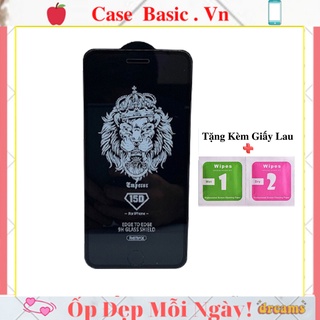 Case Basic . Vn
Tặng Kèm Giấy Lau
Emperor
15D
EDGE TO EDGE
9H GLASS SHIELD
Wipes
1
Wipes
2
Ốp Đẹp Mỗi Ngày!
dreams